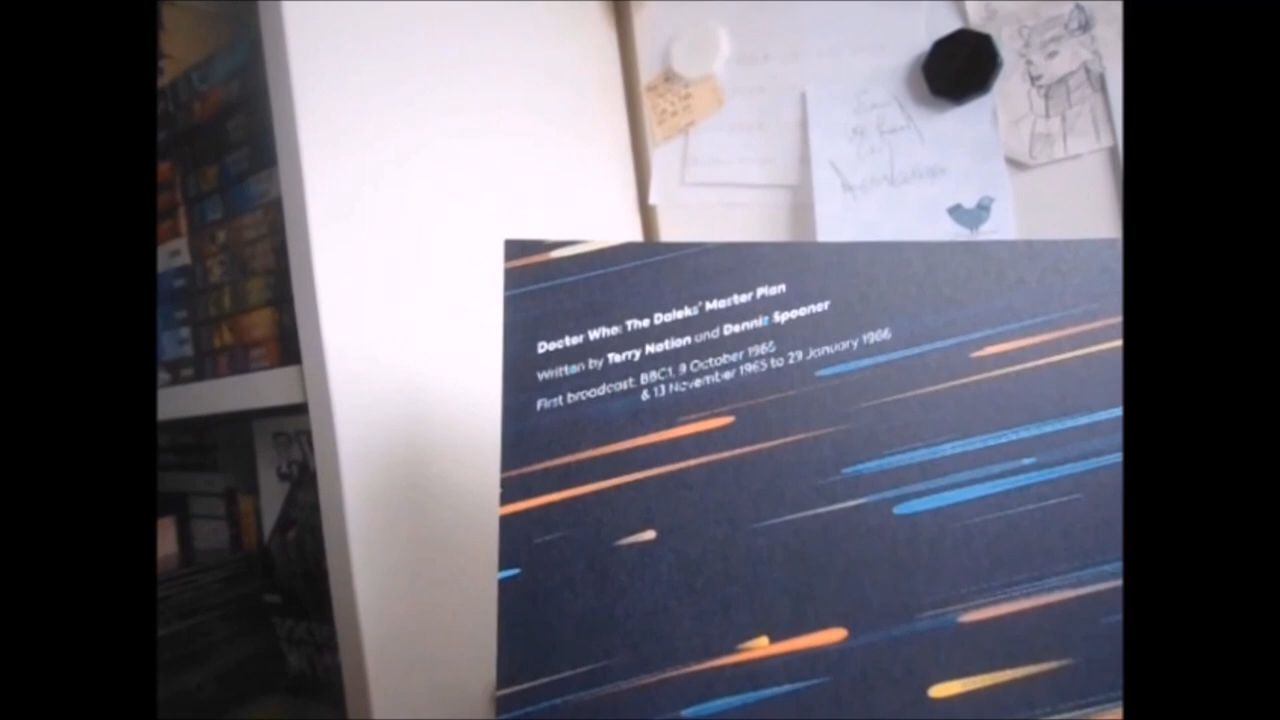 Doctor Who: The Daleks' Master Plan
Written by Terry Nation and Dennis Spooner
First broadcast: BBC1, 9 October 1965
& 13 November 1965 to 29 January 1966